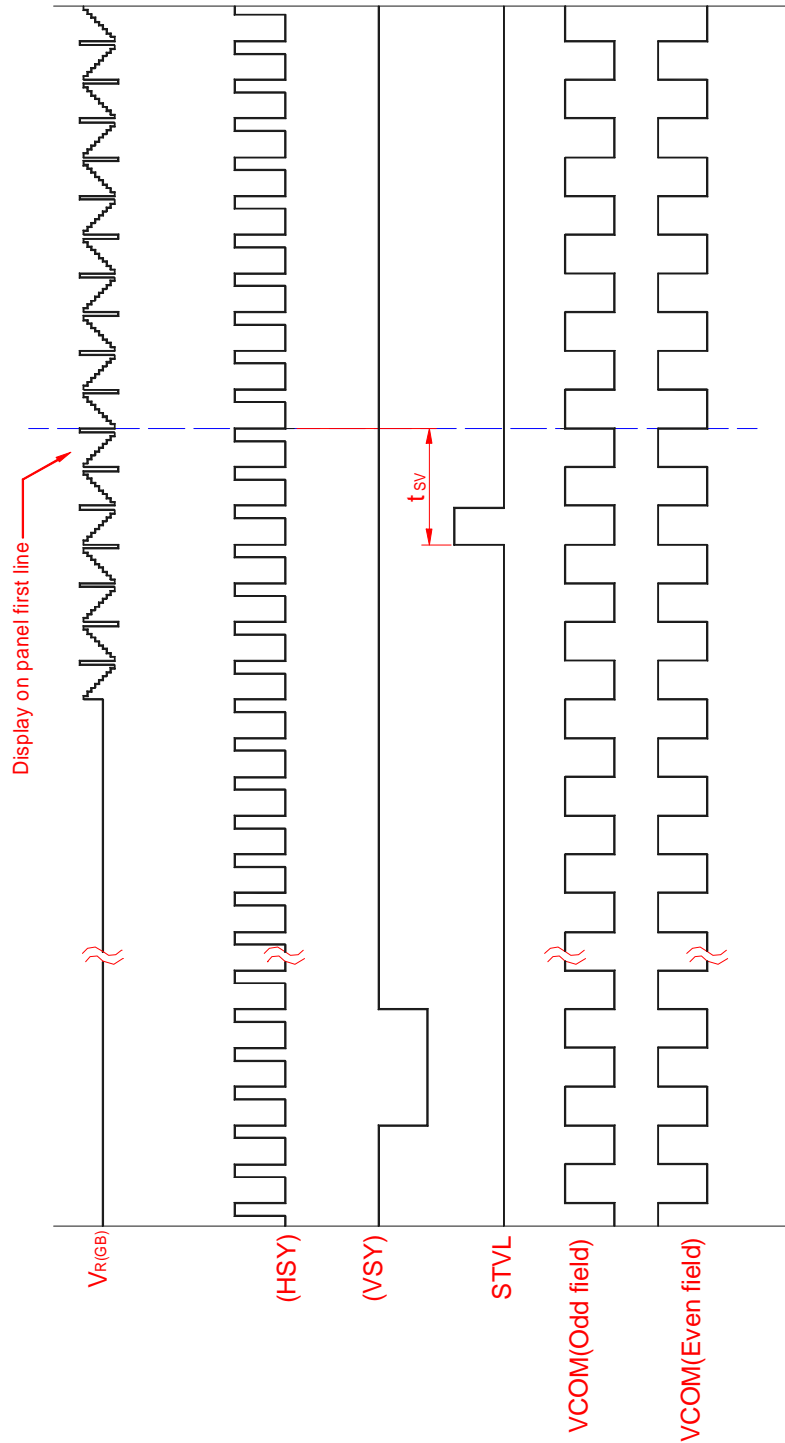 Display on panel first line
tSV
VR(GB)
(HSY)
(VSY)
STVL
VCOM(Odd field)
VCOM(Even field)